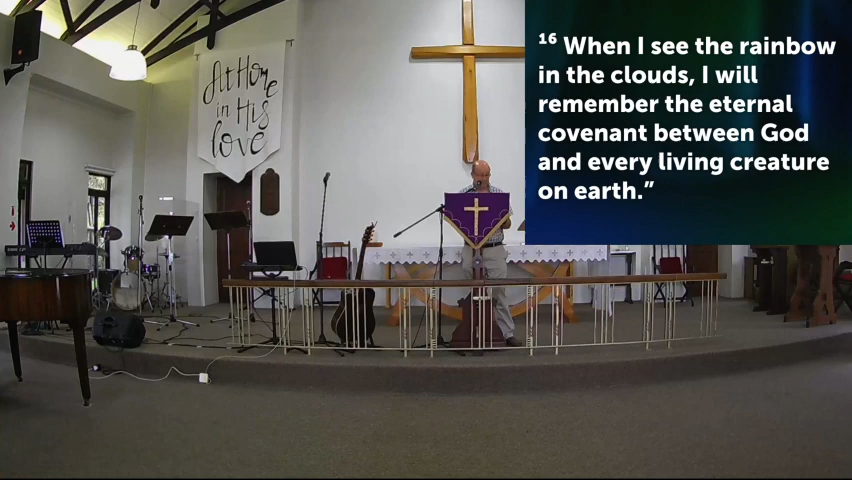 At Home
in His
love
16 When I see the rainbow
in the clouds, I will
remember the eternal
covenant between God
and every living creature
on earth.”